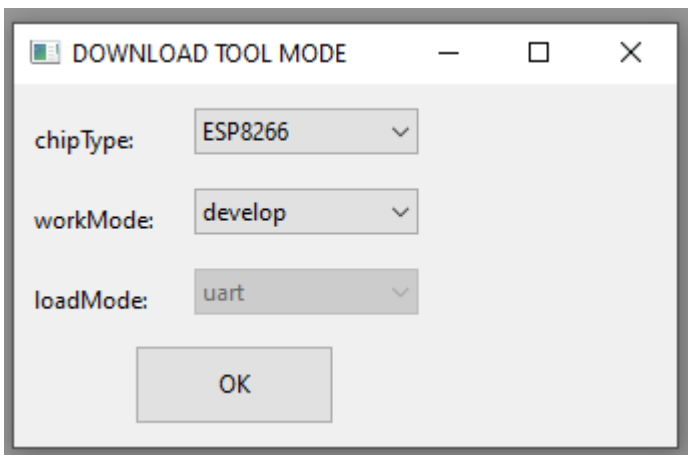 DOWNLOAD TOOL MODE
chipType: ESP8266
workMode: develop
loadMode: uart
OK